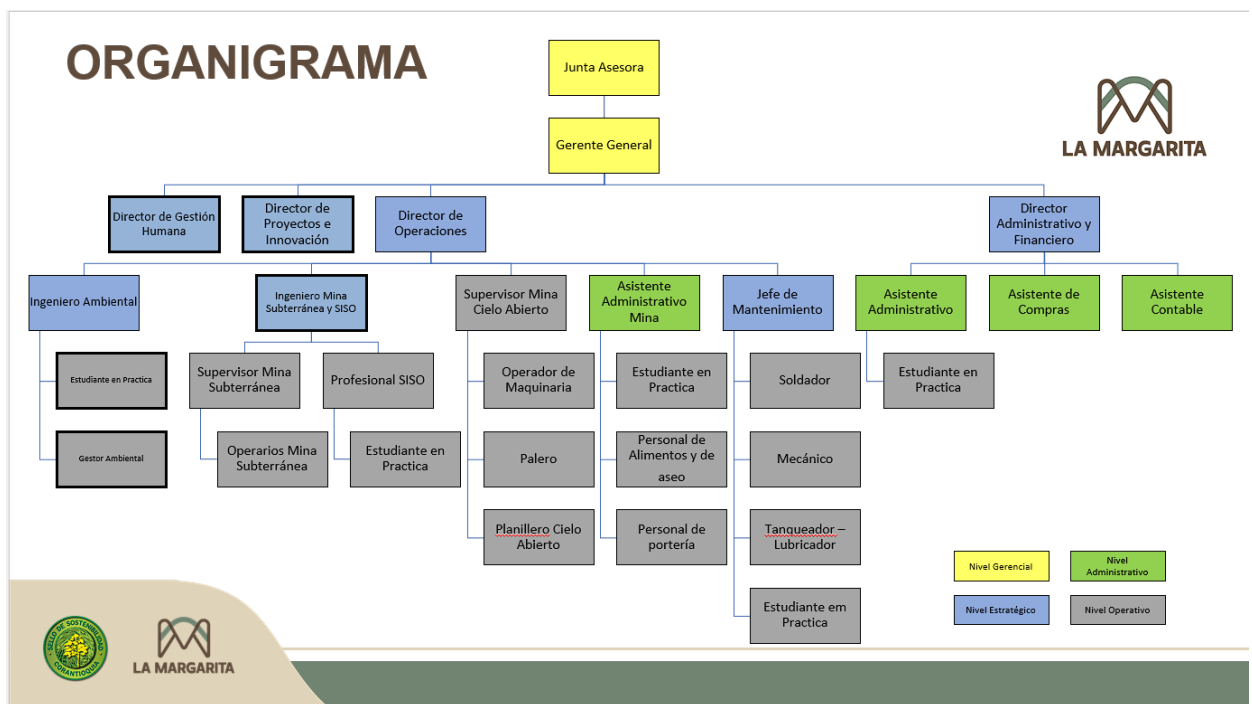 ORGANIGRAMA
Junta Asesora
Gerente General
LA MARGARITA
Director de Gestión
Humana
Director de
Proyectos e
Innovación
Director de
Operaciones
Director
Administrativo y
Financiero
Ingeniero Ambiental
Ingeniero Mina
Subterránea y SISO
Supervisor Mina
Cielo Abierto
Asistente
Administrativo
Mina
Jefe de
Mantenimiento
Asistente
Administrativo
Asistente de
Compras
Asistente
Contable
Estudiante en Practica
Supervisor Mina
Subterránea
Profesional SISO
Operador de
Maquinaria
Estudiante en
Practica
Soldador
Estudiante en
Practica
Gestor Ambiental
Operarios Mina
Subterránea
Estudiante en
Practica
Palero
Personal de
Alimentos y de
aseo
Mecánico
Planillero Cielo
Abierto
Personal de
portería
Tanqueador –
Lubricador
Estudiante em
Practica
Nivel Gerencial
Nivel
Administrativo
Nivel Estratégico
Nivel Operativo
SELLO DE SOSTENIBILIDAD
CORANTIOQUIA
LA MARGARITA